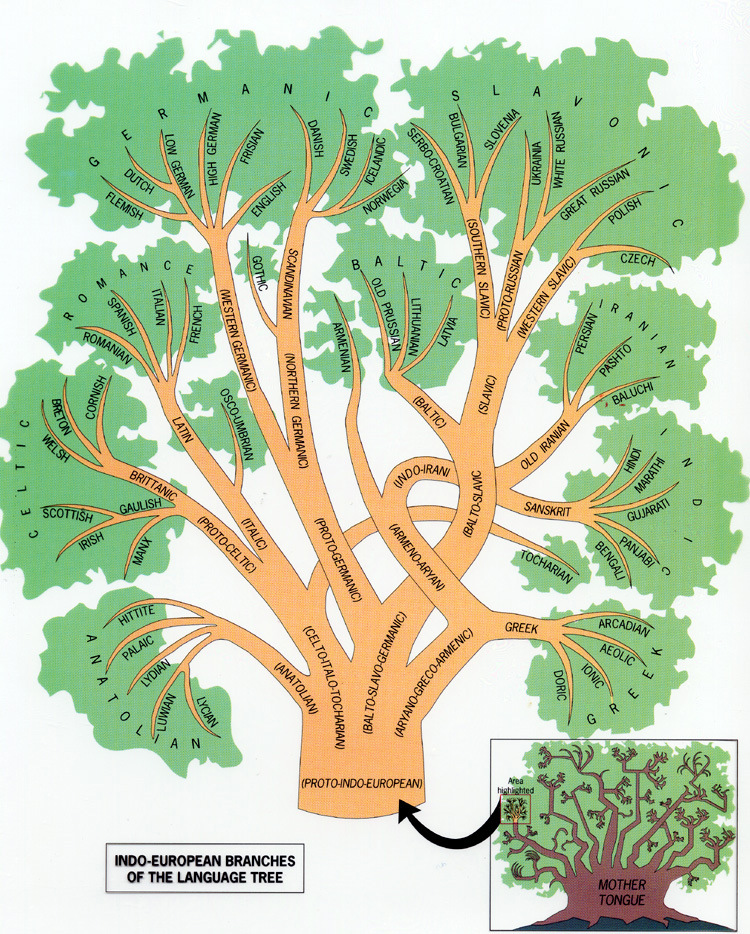 GERMANIC
FLEMISH
DUTCH
LOW GERMAN
HIGH GERMAN
FRISIAN
ENGLISH
GOTHIC
DANISH
SWEDISH
ICELANDIC
NORWEGIA
SCANDINAVIAN
(WESTERN GERMANIC)
(NORTHERN GERMANIC)
(PROTO-GERMANIC)
SLAVONIC
SERBO-CROATIAN
BULGARIAN
SLOVENIA
UKRAINIA
WHITE RUSSIAN
GREAT RUSSIAN
POLISH
CZECH
(SOUTHERN SLAVIC)
(PROTO-RUSSIAN)
(WESTERN SLAVIC)
(SLAVIC)
BALTIC
OLD PRUSSIAN
LITHUANIAN
LATVIA
(BALTIC)
(BALTO-SLAVC
ROMANCE
ROMANIAN
SPANISH
ITALIAN
FRENCH
LATIN
OSCO-UMBRIAN
(ITALIC)
ARMENIAN
IRANIAN
PERSIAN
PASHTO
BALUCHI
OLD IRANIAN
(INDO-IRANI
(ARMENO-ARYAN)
INDIC
HINDI
MARATHI
GUJARATI
PANJABI
BENGALI
SANSKRIT
TOCHARIAN
CELTIC
WELSH
BRETON
CORNISH
BRITTANIC
SCOTTISH
IRISH
MANX
GAULISH
(PROTO-CELTIC)
ANATOLIAN
HITTITE
PALAIC
LYDIAN
LUWIAN
LYCIAN
(ANATOLIAN)
GREEK
GREEK
ARCADIAN
AEOLIC
IONIC
DORIC
(CELTO-ITALO-TOCHARIAN)
(BALTO-SLAVO-GERMANIC)
(ARYANO-GRECO-ARMENIC)
(PROTO-INDO-EUROPEAN)
INDO-EUROPEAN BRANCHES
OF THE LANGUAGE TREE
Area
highlighted
MOTHER
TONGUE